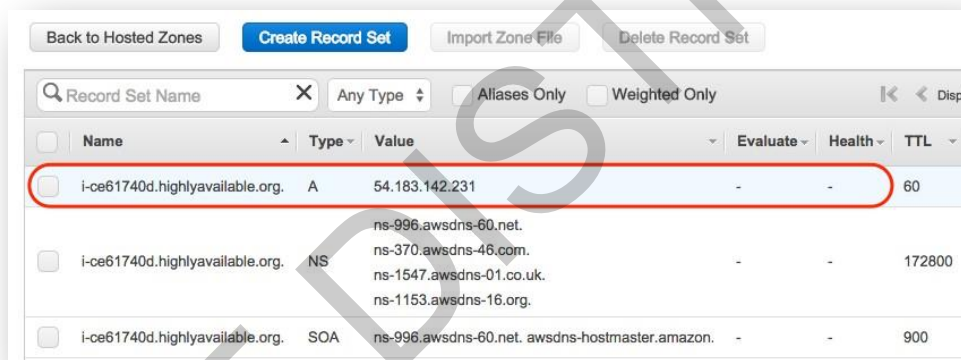 Back to Hosted Zones Create Record Set Import Zone File Delete Record Set
Record Set Name X Any Type Aliases Only Weighted Only Disp
Name Type Value Evaluate Health TTL
i-ce61740d.highlyavailable.org. A 54.183.142.231 - - 60
ns-996.awsdns-60.net.
ns-370.awsdns-46.com.
i-ce61740d.highlyavailable.org. NS - - 172800
ns-1547.awsdns-01.co.uk.
ns-1153.awsdns-16.org.
i-ce61740d.highlyavailable.org. SOA ns-996.awsdns-60.net. awsdns-hostmaster.amazon. - - 900